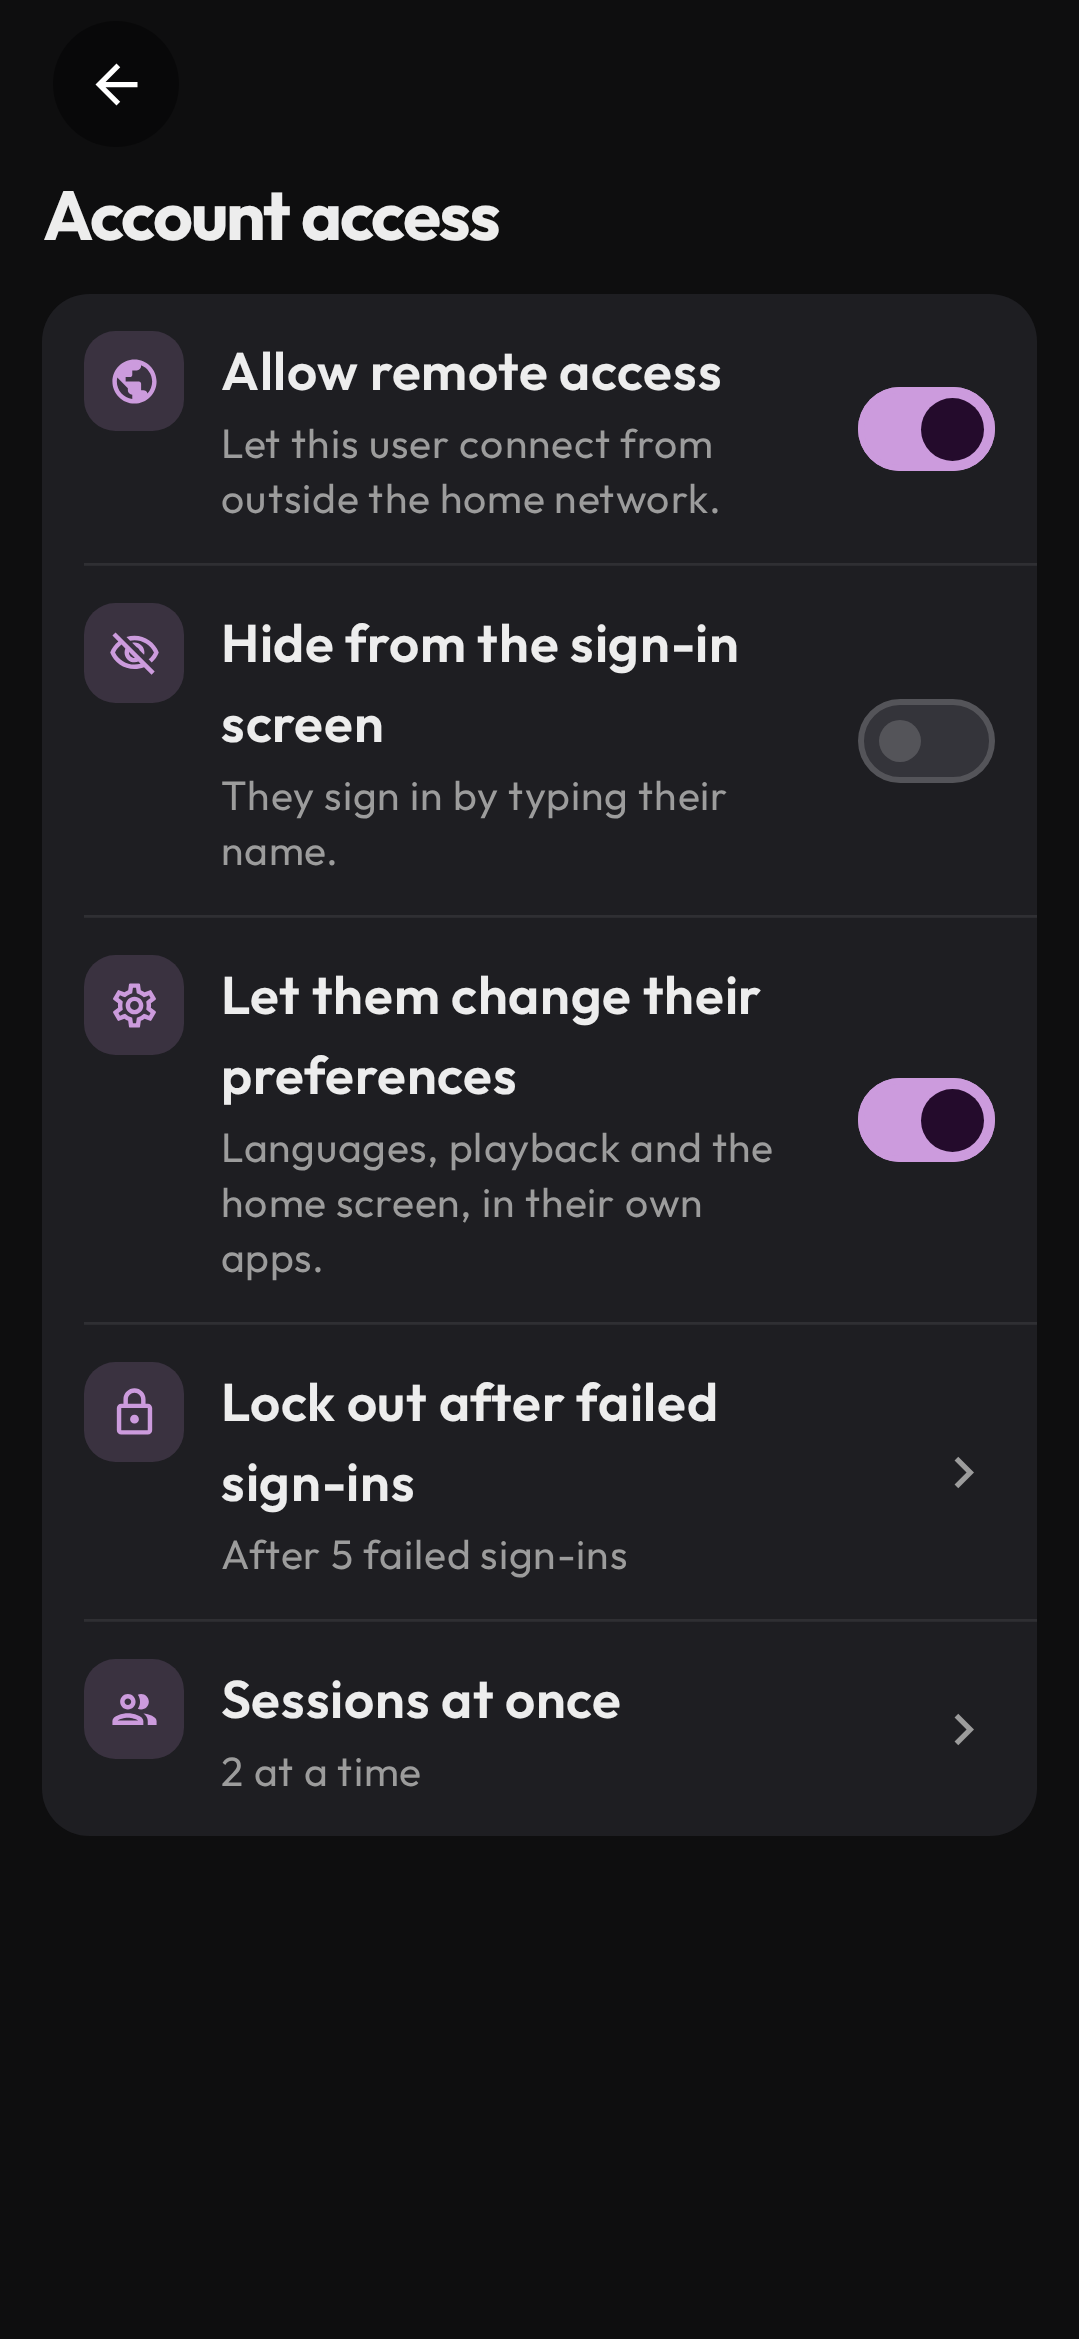 Account access
Allow remote access
Let this user connect from
outside the home network.
Hide from the sign-in
screen
They sign in by typing their
name.
Let them change their
preferences
Languages, playback and the
home screen, in their own
apps.
Lock out after failed
sign-ins
After 5 failed sign-ins
Sessions at once
2 at a time